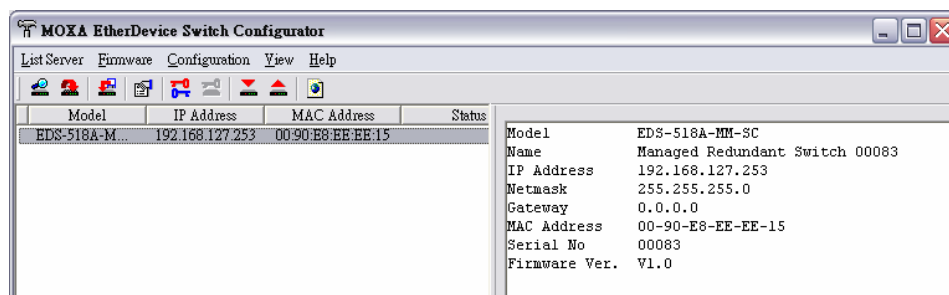 MOXA EtherDevice Switch Configurator
List Server Firmware Configuration View Help
Model IP Address MAC Address Status
EDS-518A-M... 192.168.127.253 00:90:E8:EE:EE:15
Model EDS-518A-MM-SC
Name Managed Redundant Switch 00083
IP Address 192.168.127.253
Netmask 255.255.255.0
Gateway 0.0.0.0
MAC Address 00-90-E8-EE-EE-15
Serial No 00083
Firmware Ver. V1.0